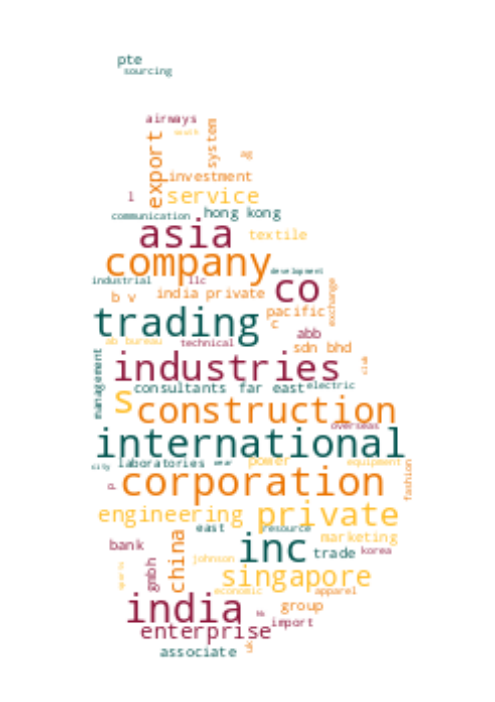 pte
sourcing
airways
south
system
export
ag
investment
l
service
communication
hong kong
asia
textile
company
development
industrial
llc
co
exchange
b v
india private
pacific
trading
c
abb
ab bureau
technical
sdn bhd
industries
management
consultants
far east
electric
s
construction
overseas
international
city
laboratories
wear
power
equipment
fashion
corporation
p
engineering
private
east
resource
bank
china
inc
trade
korea
marketing
gmbh
johnson
singapore
economic
apparel
india
group
import
enterprise
associate